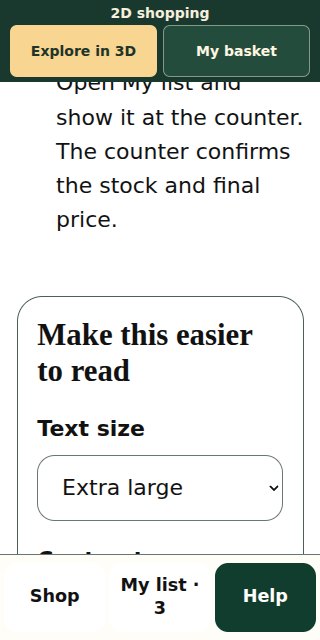 2D shopping
Explore in 3D
My basket
Open My list and
show it at the counter.
The counter confirms
the stock and final
price.
Make this easier
to read
Text size
Extra large
Shop
My list ·
3
Help